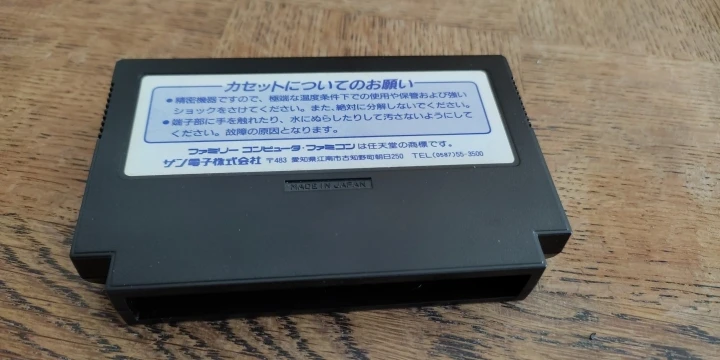 カセットについてのお願い
●精密機器ですので、極端な温度条件下での使用や保管および強い
ショックをさけてください。また、絶対に分解しないでください。
●端子部に手を触れたり、水にぬらしたりして汚さないようにして
ください。故障の原因となります。
ファミリー コンピュータ・ファミコンは任天堂の商標です。
サン電子株式会社 〒483 愛知県江南市古知野町朝日250 TEL(0587)55-3500
MADE IN JAPAN